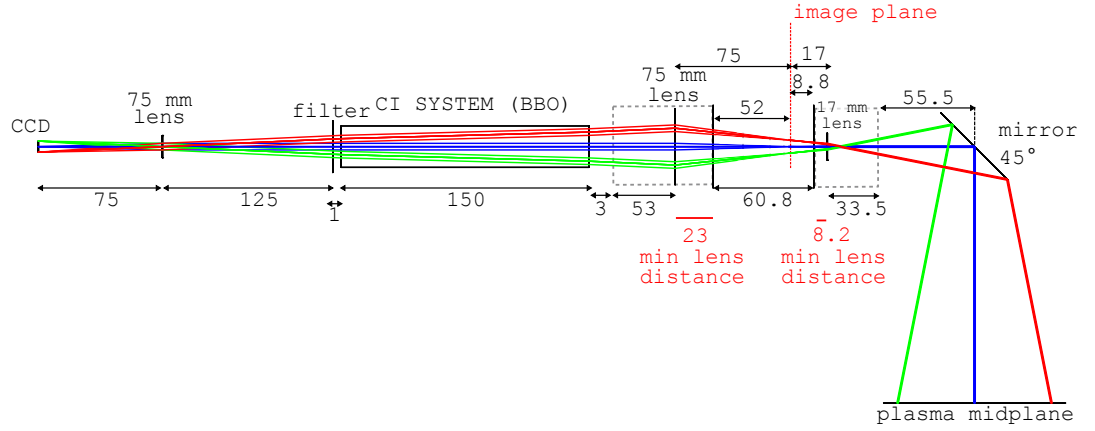 image plane
75
17
75 mm
lens
8.8
75 mm
lens
filter
CI SYSTEM (BBO)
52
17 mm
lens
55.5
CCD
mirror
45°
75
125
1
150
3
53
60.8
33.5
23
min lens
distance
8.2
min lens
distance
plasma midplane